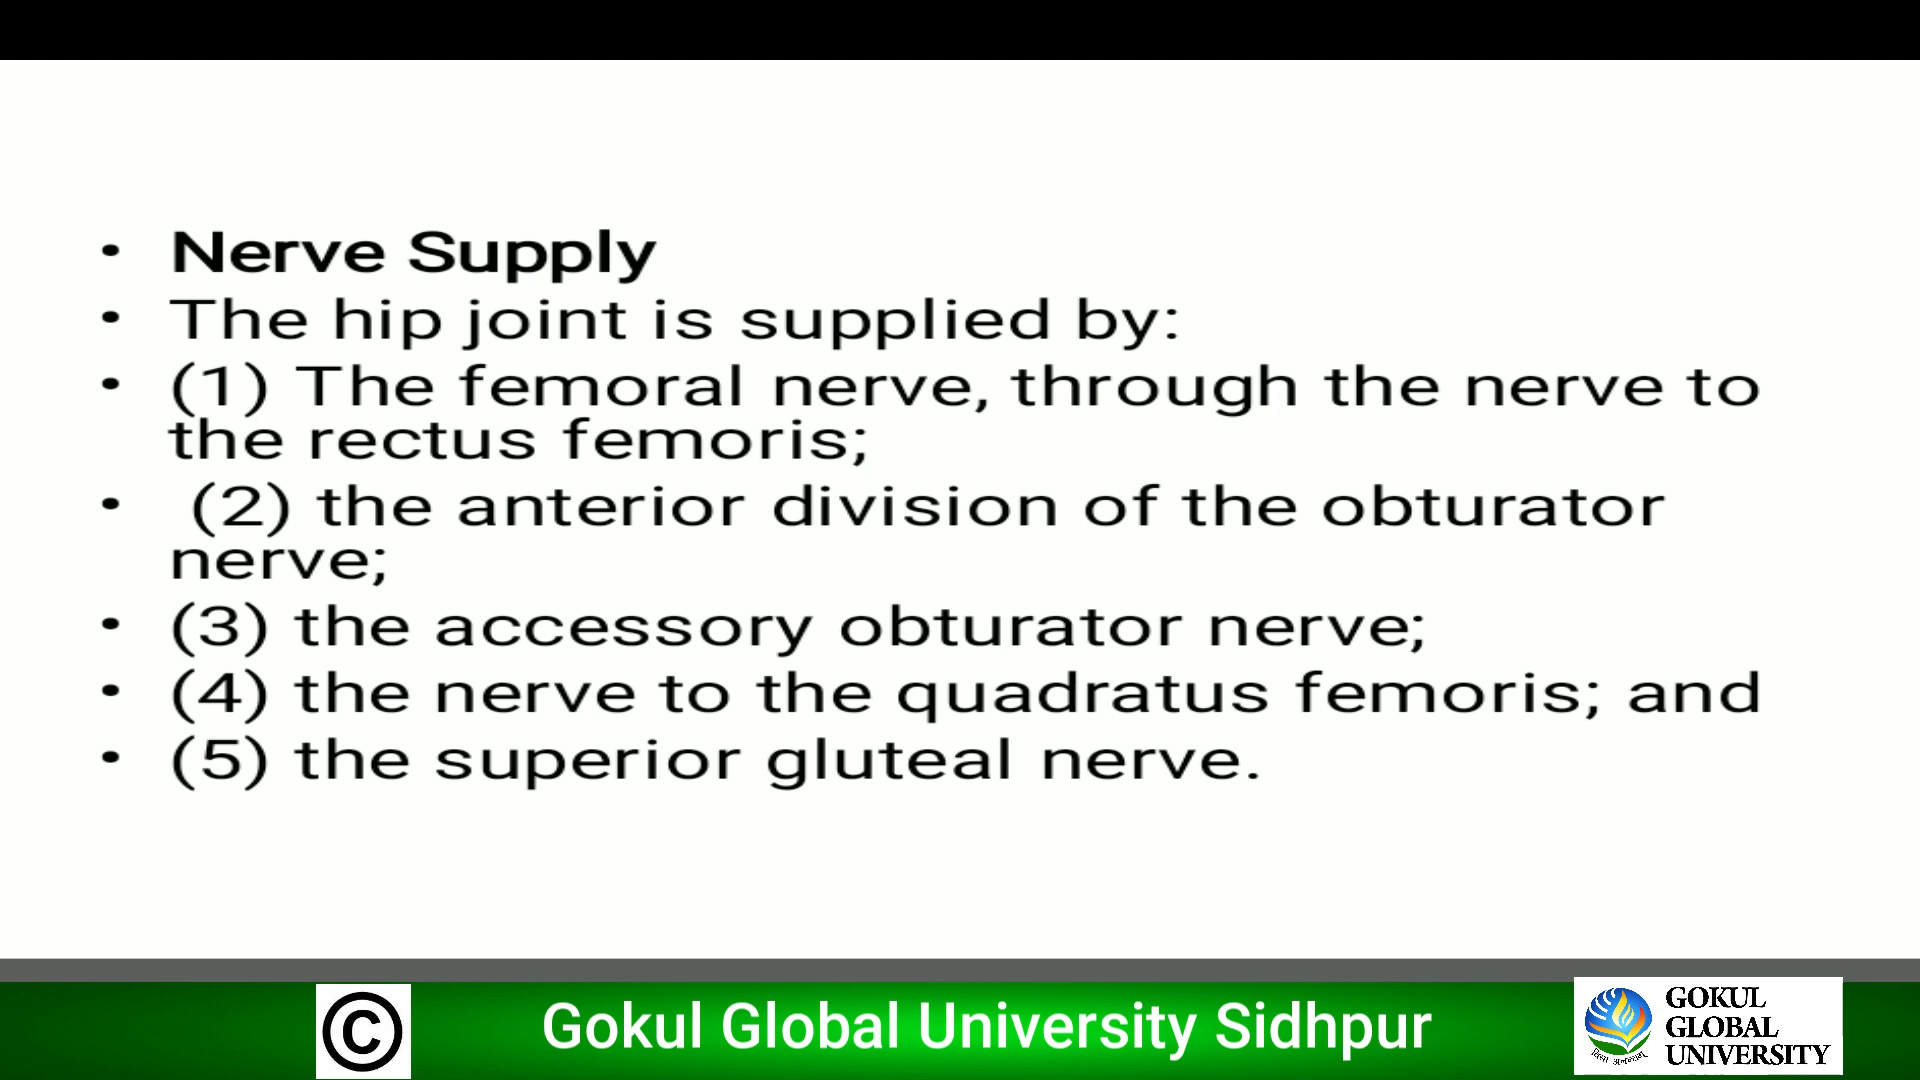 • Nerve Supply
• The hip joint is supplied by:
• (1) The femoral nerve, through the nerve to
the rectus femoris;
• (2) the anterior division of the obturator
nerve;
• (3) the accessory obturator nerve;
• (4) the nerve to the quadratus femoris; and
• (5) the superior gluteal nerve.
© Gokul Global University Sidhpur
GOKUL
GLOBAL
UNIVERSITY